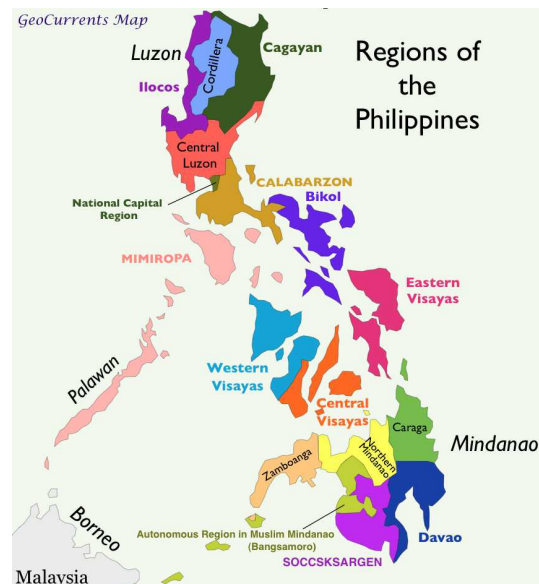 GeoCurrents Map
Regions of
the
Philippines
Luzon
Cagayan
Cordillera
Ilocos
Central
Luzon
National Capital
Region
CALABARZON
Bikol
MIMIROPA
Eastern
Visayas
Western
Visayas
Palawan
Central
Visayas
Caraga
Mindanao
Northern
Mindanao
Zamboanga
Borneo
Autonomous Region in Muslim Mindanao
(Bangsamoro)
Davao
SOCCSKSARGEN
Malaysia